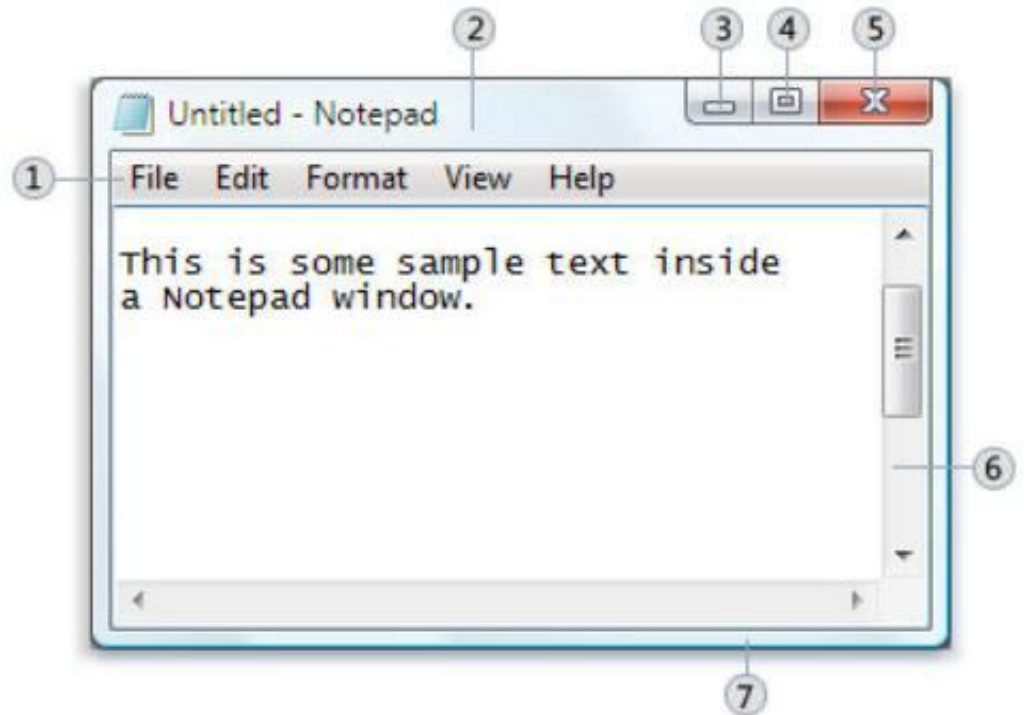 2 3 4 5
Untitled - Notepad
1
File Edit Format View Help
This is some sample text inside
a Notepad window.
6
7